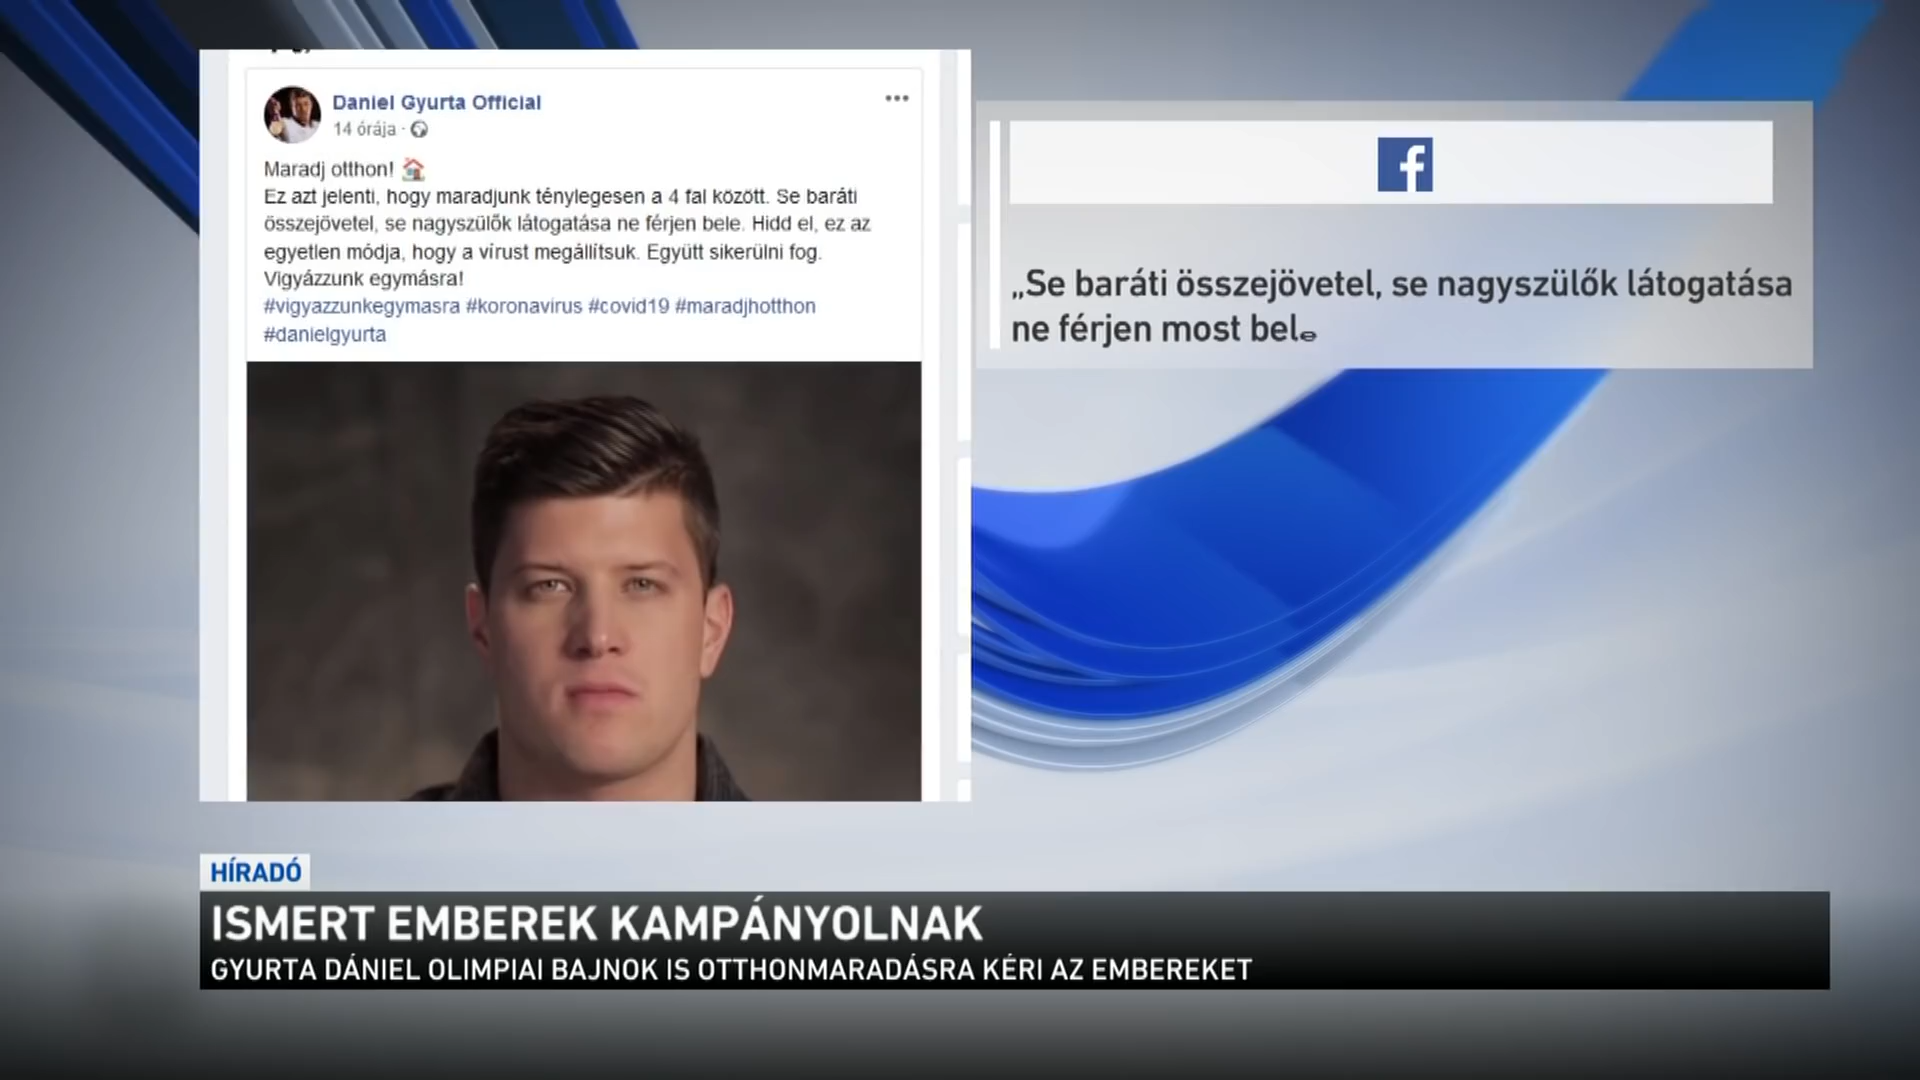 Daniel Gyurta Official
14 órája
Maradj otthon!
Ez azt jelenti, hogy maradjunk ténylegesen a 4 fal között. Se baráti
összejövetel, se nagyszülők látogatása ne férjen bele. Hidd el, ez az
egyetlen módja, hogy a vírust megállítsuk. Együtt sikerülni fog.
Vigyázzunk egymásra!
#vigyazzunkegymasra #koronavirus #covid19 #maradjhotthon
#danielgyurta
„Se baráti összejövetel, se nagyszülők látogatása
ne férjen most bele
HÍRADÓ
ISMERT EMBEREK KAMPÁNYOLNAK
GYURTA DÁNIEL OLIMPIAI BAJNOK IS OTTHONMARADÁSRA KÉRI AZ EMBEREKET